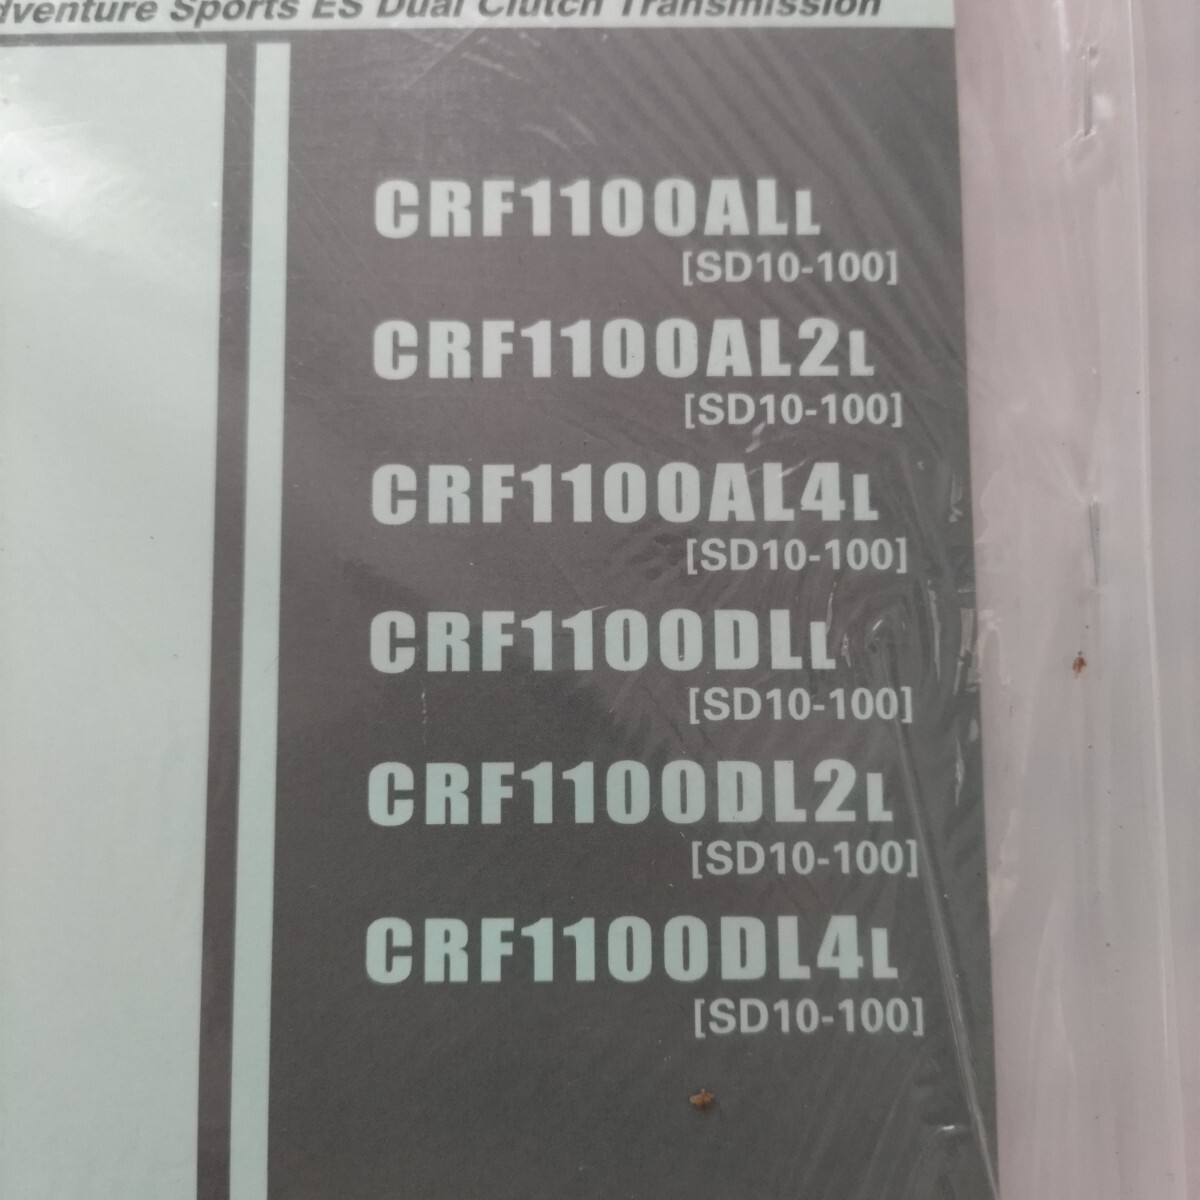 dventure Sports ES Dual Clutch Transmission
CRF1100ALL
[SD10-100]
CRF1100AL2L
[SD10-100]
CRF1100AL4L
[SD10-100]
CRF1100DLL
[SD10-100]
CRF1100DL2L
[SD10-100]
CRF1100DL4L
[SD10-100]